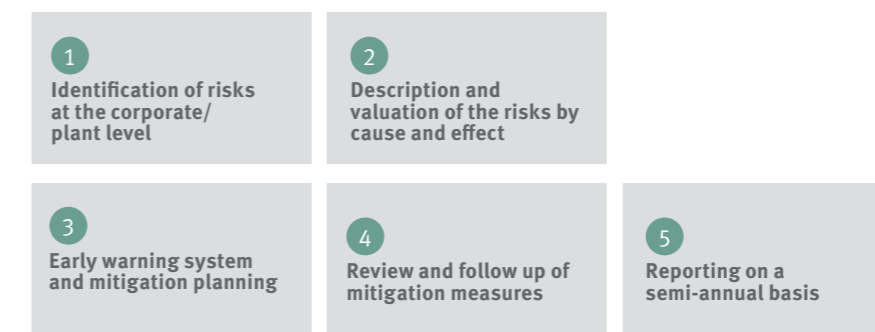 1
Identification of risks
at the corporate/
plant level
2
Description and
valuation of the risks by
cause and effect
3
Early warning system
and mitigation planning
4
Review and follow up of
mitigation measures
5
Reporting on a
semi-annual basis